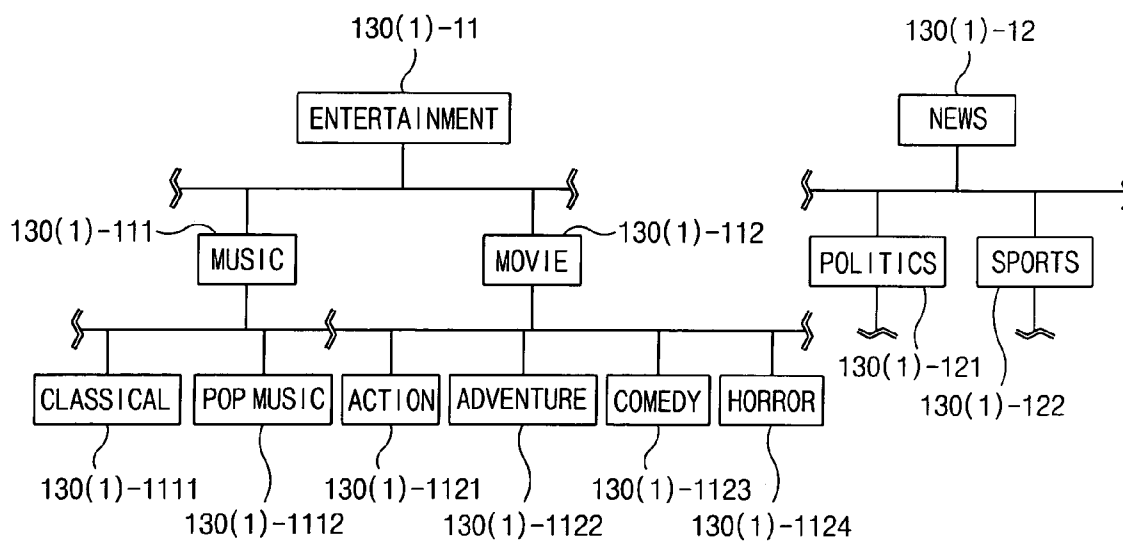 130(1)-11
130(1)-12
ENTERTAINMENT
NEWS
130(1)-111
MUSIC
MOVIE
130(1)-112
POLITICS
SPORTS
130(1)-121
130(1)-122
CLASSICAL
POP MUSIC
ACTION
ADVENTURE
COMEDY
HORROR
130(1)-1111
130(1)-1121
130(1)-1123
130(1)-1112
130(1)-1122
130(1)-1124